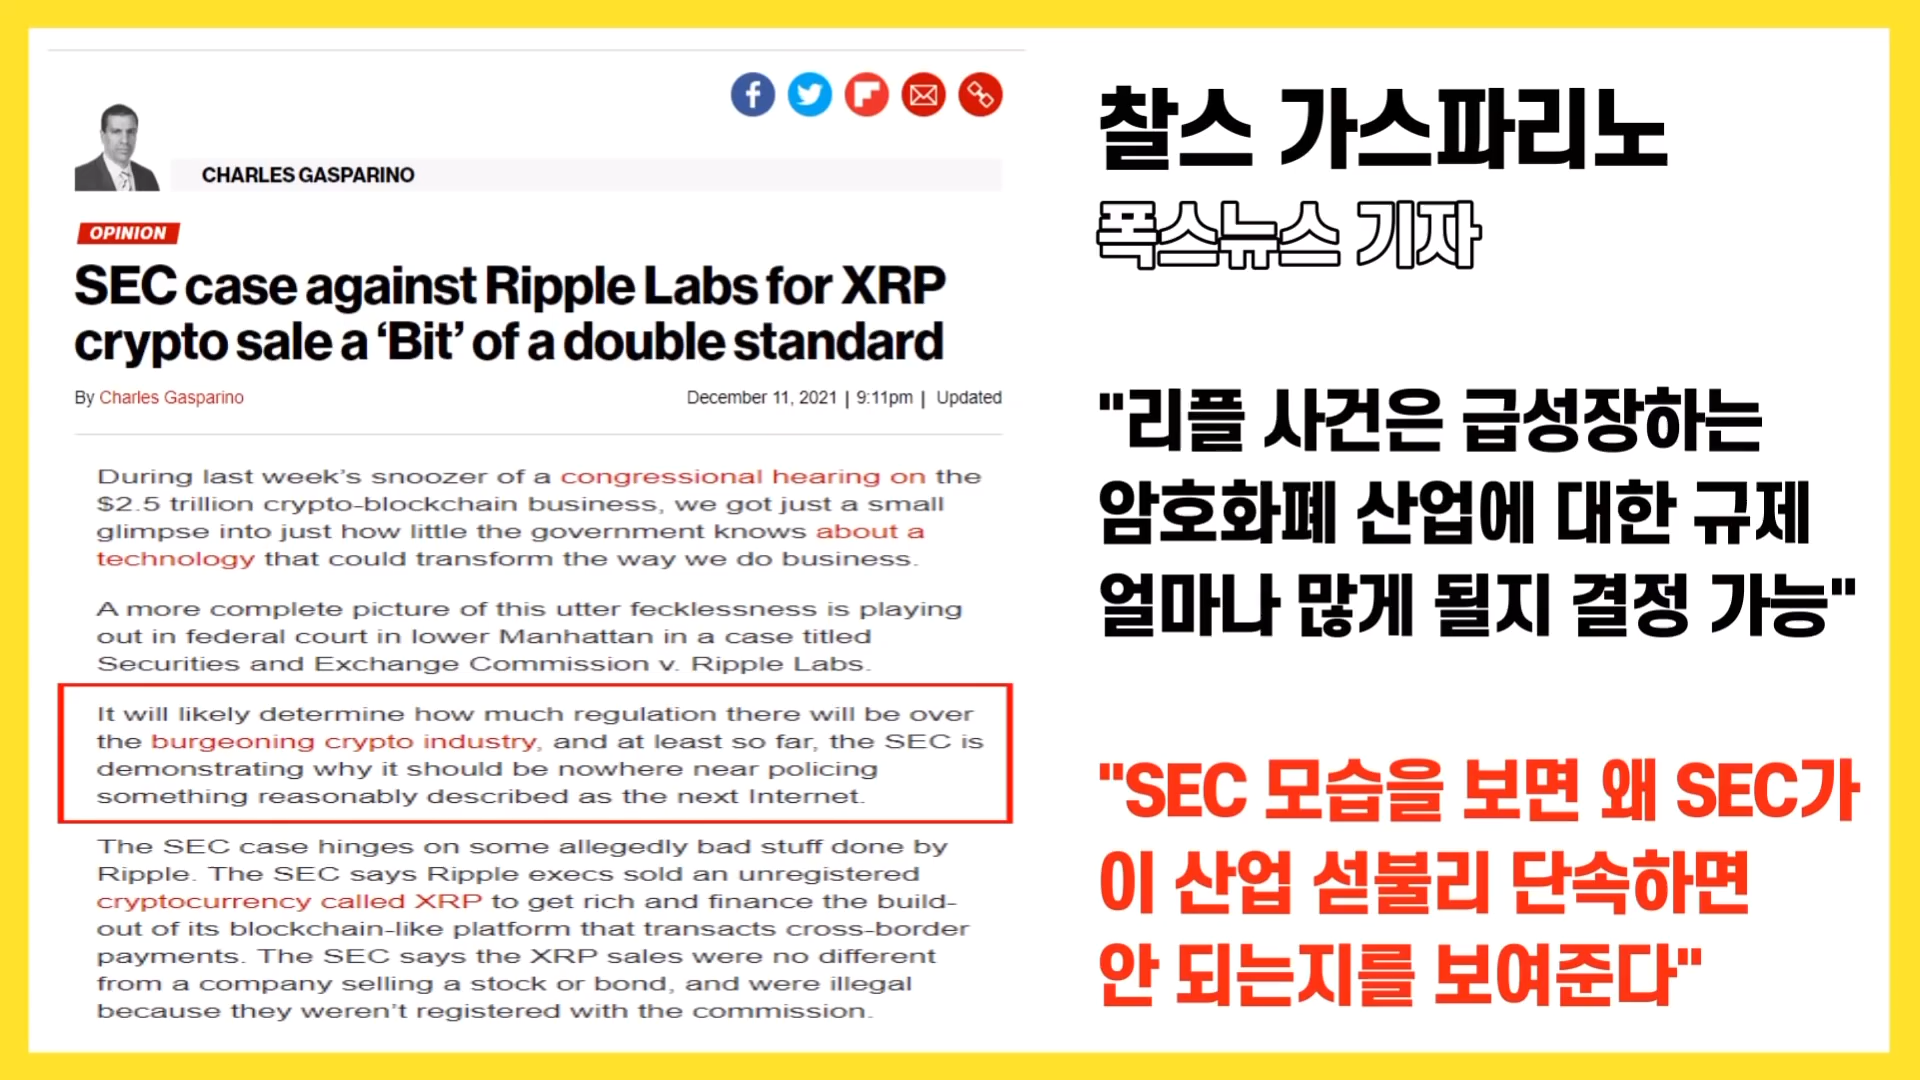 CHARLES GASPARINO
OPINION
SEC case against Ripple Labs for XRP
crypto sale a ‘Bit’ of a double standard
By Charles Gasparino
December 11, 2021 | 9:11pm | Updated
During last week’s snoozer of a congressional hearing on the
$2.5 trillion crypto-blockchain business, we got just a small
glimpse into just how little the government knows about a
technology that could transform the way we do business.
A more complete picture of this utter fecklessness is playing
out in federal court in lower Manhattan in a case titled
Securities and Exchange Commission v. Ripple Labs.
It will likely determine how much regulation there will be over
the burgeoning crypto industry, and at least so far, the SEC is
demonstrating why it should be nowhere near policing
something reasonably described as the next Internet.
The SEC case hinges on some allegedly bad stuff done by
Ripple. The SEC says Ripple execs sold an unregistered
cryptocurrency called XRP to get rich and finance the build-
out of its blockchain-like platform that transacts cross-border
payments. The SEC says the XRP sales were no different
from a company selling a stock or bond, and were illegal
because they weren’t registered with the commission.
찰스 가스파리노
폭스뉴스 기자
"리플 사건은 급성장하는
암호화폐 산업에 대한 규제
얼마나 많게 될지 결정 가능"
"SEC 모습을 보면 왜 SEC가
이 산업 섣불리 단속하면
안 되는지를 보여준다"